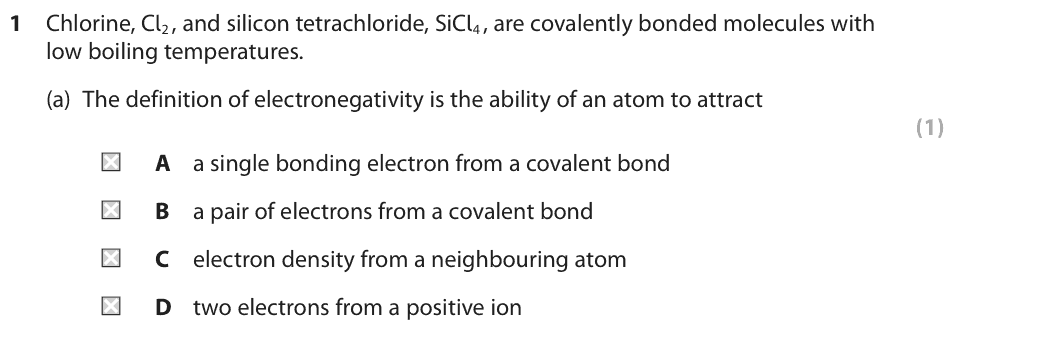 1 Chlorine, Cl₂, and silicon tetrachloride, SiCl₄, are covalently bonded molecules with
low boiling temperatures.
(a) The definition of electronegativity is the ability of an atom to attract
(1)
A a single bonding electron from a covalent bond
B a pair of electrons from a covalent bond
C electron density from a neighbouring atom
D two electrons from a positive ion